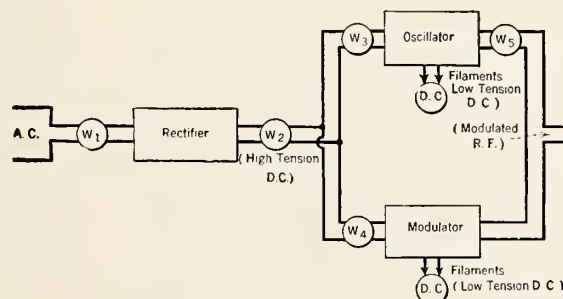 W3
Oscillator
W5
Filaments
Low Tension
D C
D.C
A.C.
W1
Rectifier
W2
(High Tension
D.C.)
(Modulated
R.F.)
W4
Modulator
Filaments
(Low Tension D C)
D.C